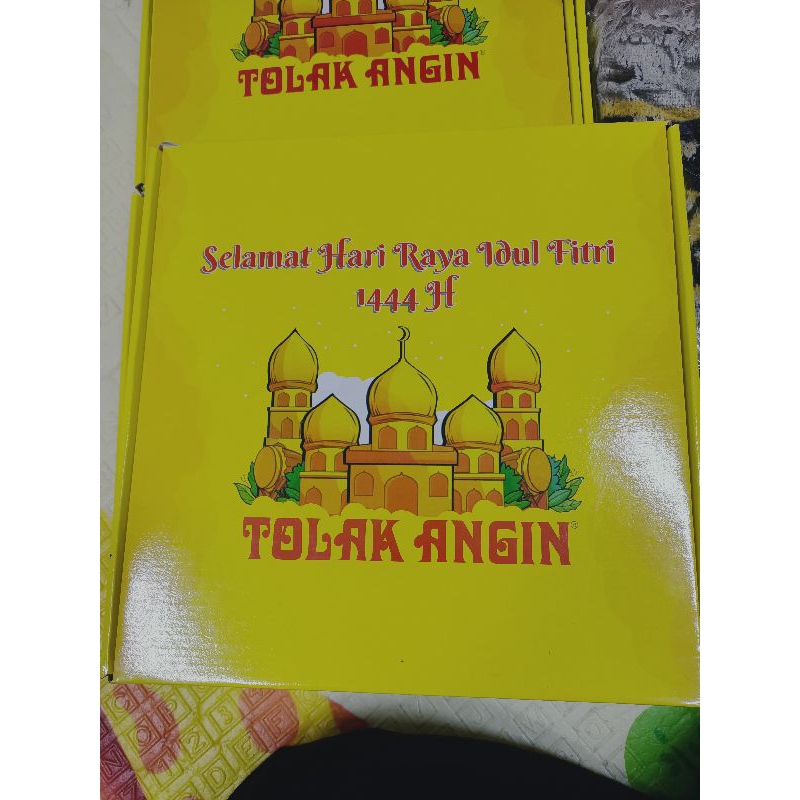 TOLAK ANGIN
Selamat Hari Raya Idul Fitri
1444 H
TOLAK ANGIN®